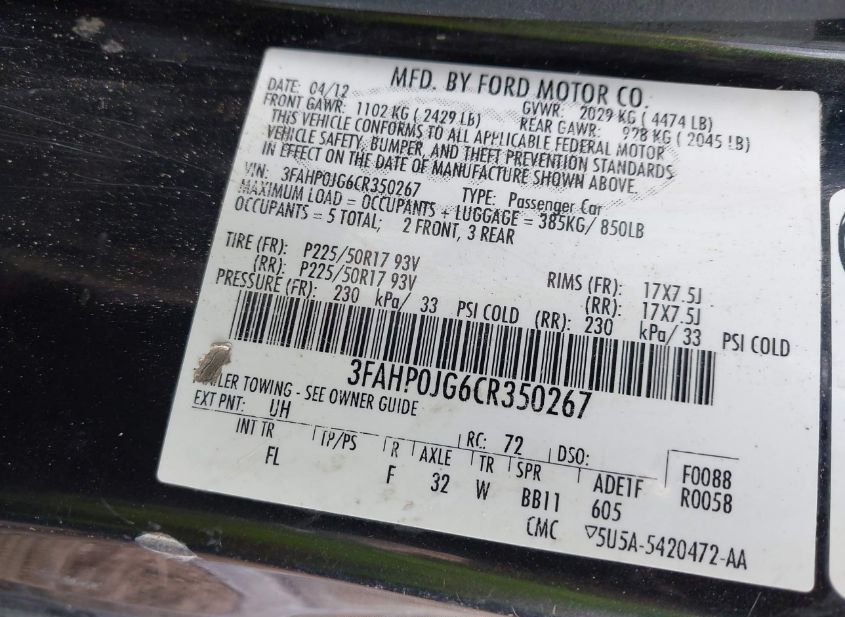 MFD. BY FORD MOTOR CO.
DATE: 04/12 GVWR: 2029 KG ( 4474 LB)
FRONT GAWR: 1102 KG ( 2429 LB) REAR GAWR: 928 KG ( 2045 LB)
THIS VEHICLE CONFORMS TO ALL APPLICABLE FEDERAL MOTOR
VEHICLE SAFETY, BUMPER, AND THEFT PREVENTION STANDARDS
IN EFFECT ON THE DATE OF MANUFACTURE SHOWN ABOVE.
VIN: 3FAHP0JG6CR350267 TYPE: Passenger Car
MAXIMUM LOAD = OCCUPANTS + LUGGAGE = 385KG/ 850LB
OCCUPANTS = 5 TOTAL; 2 FRONT, 3 REAR
TIRE (FR): P225/50R17 93V RIMS (FR): 17X7.5J
(RR): P225/50R17 93V (RR): 17X7.5J
PRESSURE (FR): 230 kPa/ 33 PSI COLD (RR): 230 kPa/ 33 PSI COLD
3FAHP0JG6CR350267
TOWING - SEE OWNER GUIDE
EXT PNT: UH RC: 72 DSO:
INT TR TP/PS R AXLE TR SPR ADE1F F0088
FL F 32 W BB11 605 R0058
CMC ▽5U5A-5420472-AA